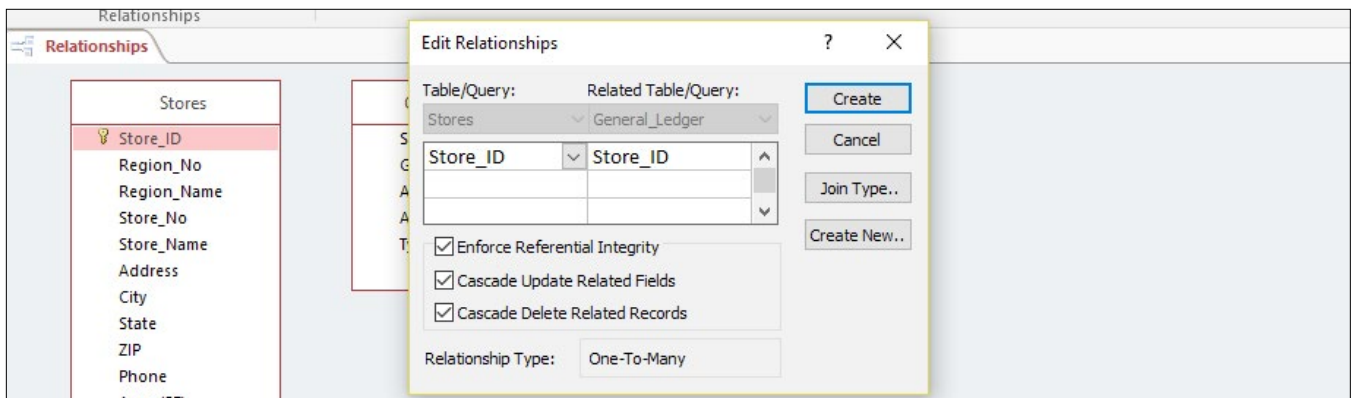 Relationships
Relationships
Edit Relationships ?
Table/Query: Related Table/Query:
Stores General_Ledger
Store_ID Store_ID
Enforce Referential Integrity
Cascade Update Related Fields
Cascade Delete Related Records
Relationship Type: One-To-Many
Create
Cancel
Join Type..
Create New..
Stores
Store_ID
Region_No
Region_Name
Store_No
Store_Name
Address
City
State
ZIP
Phone